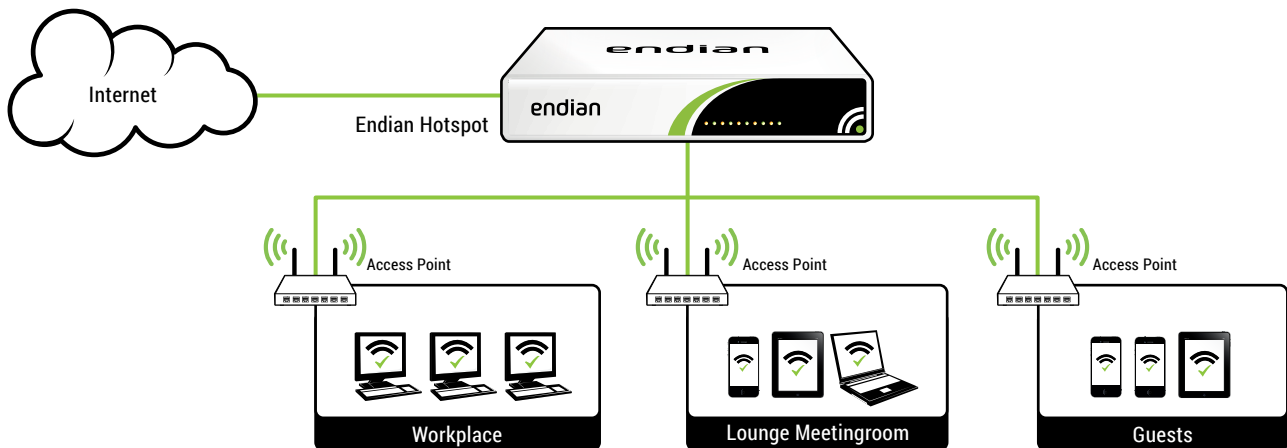 endian
Internet
endian
Endian Hotspot
Access Point
Access Point
Access Point
Workplace
Lounge Meetingroom
Guests